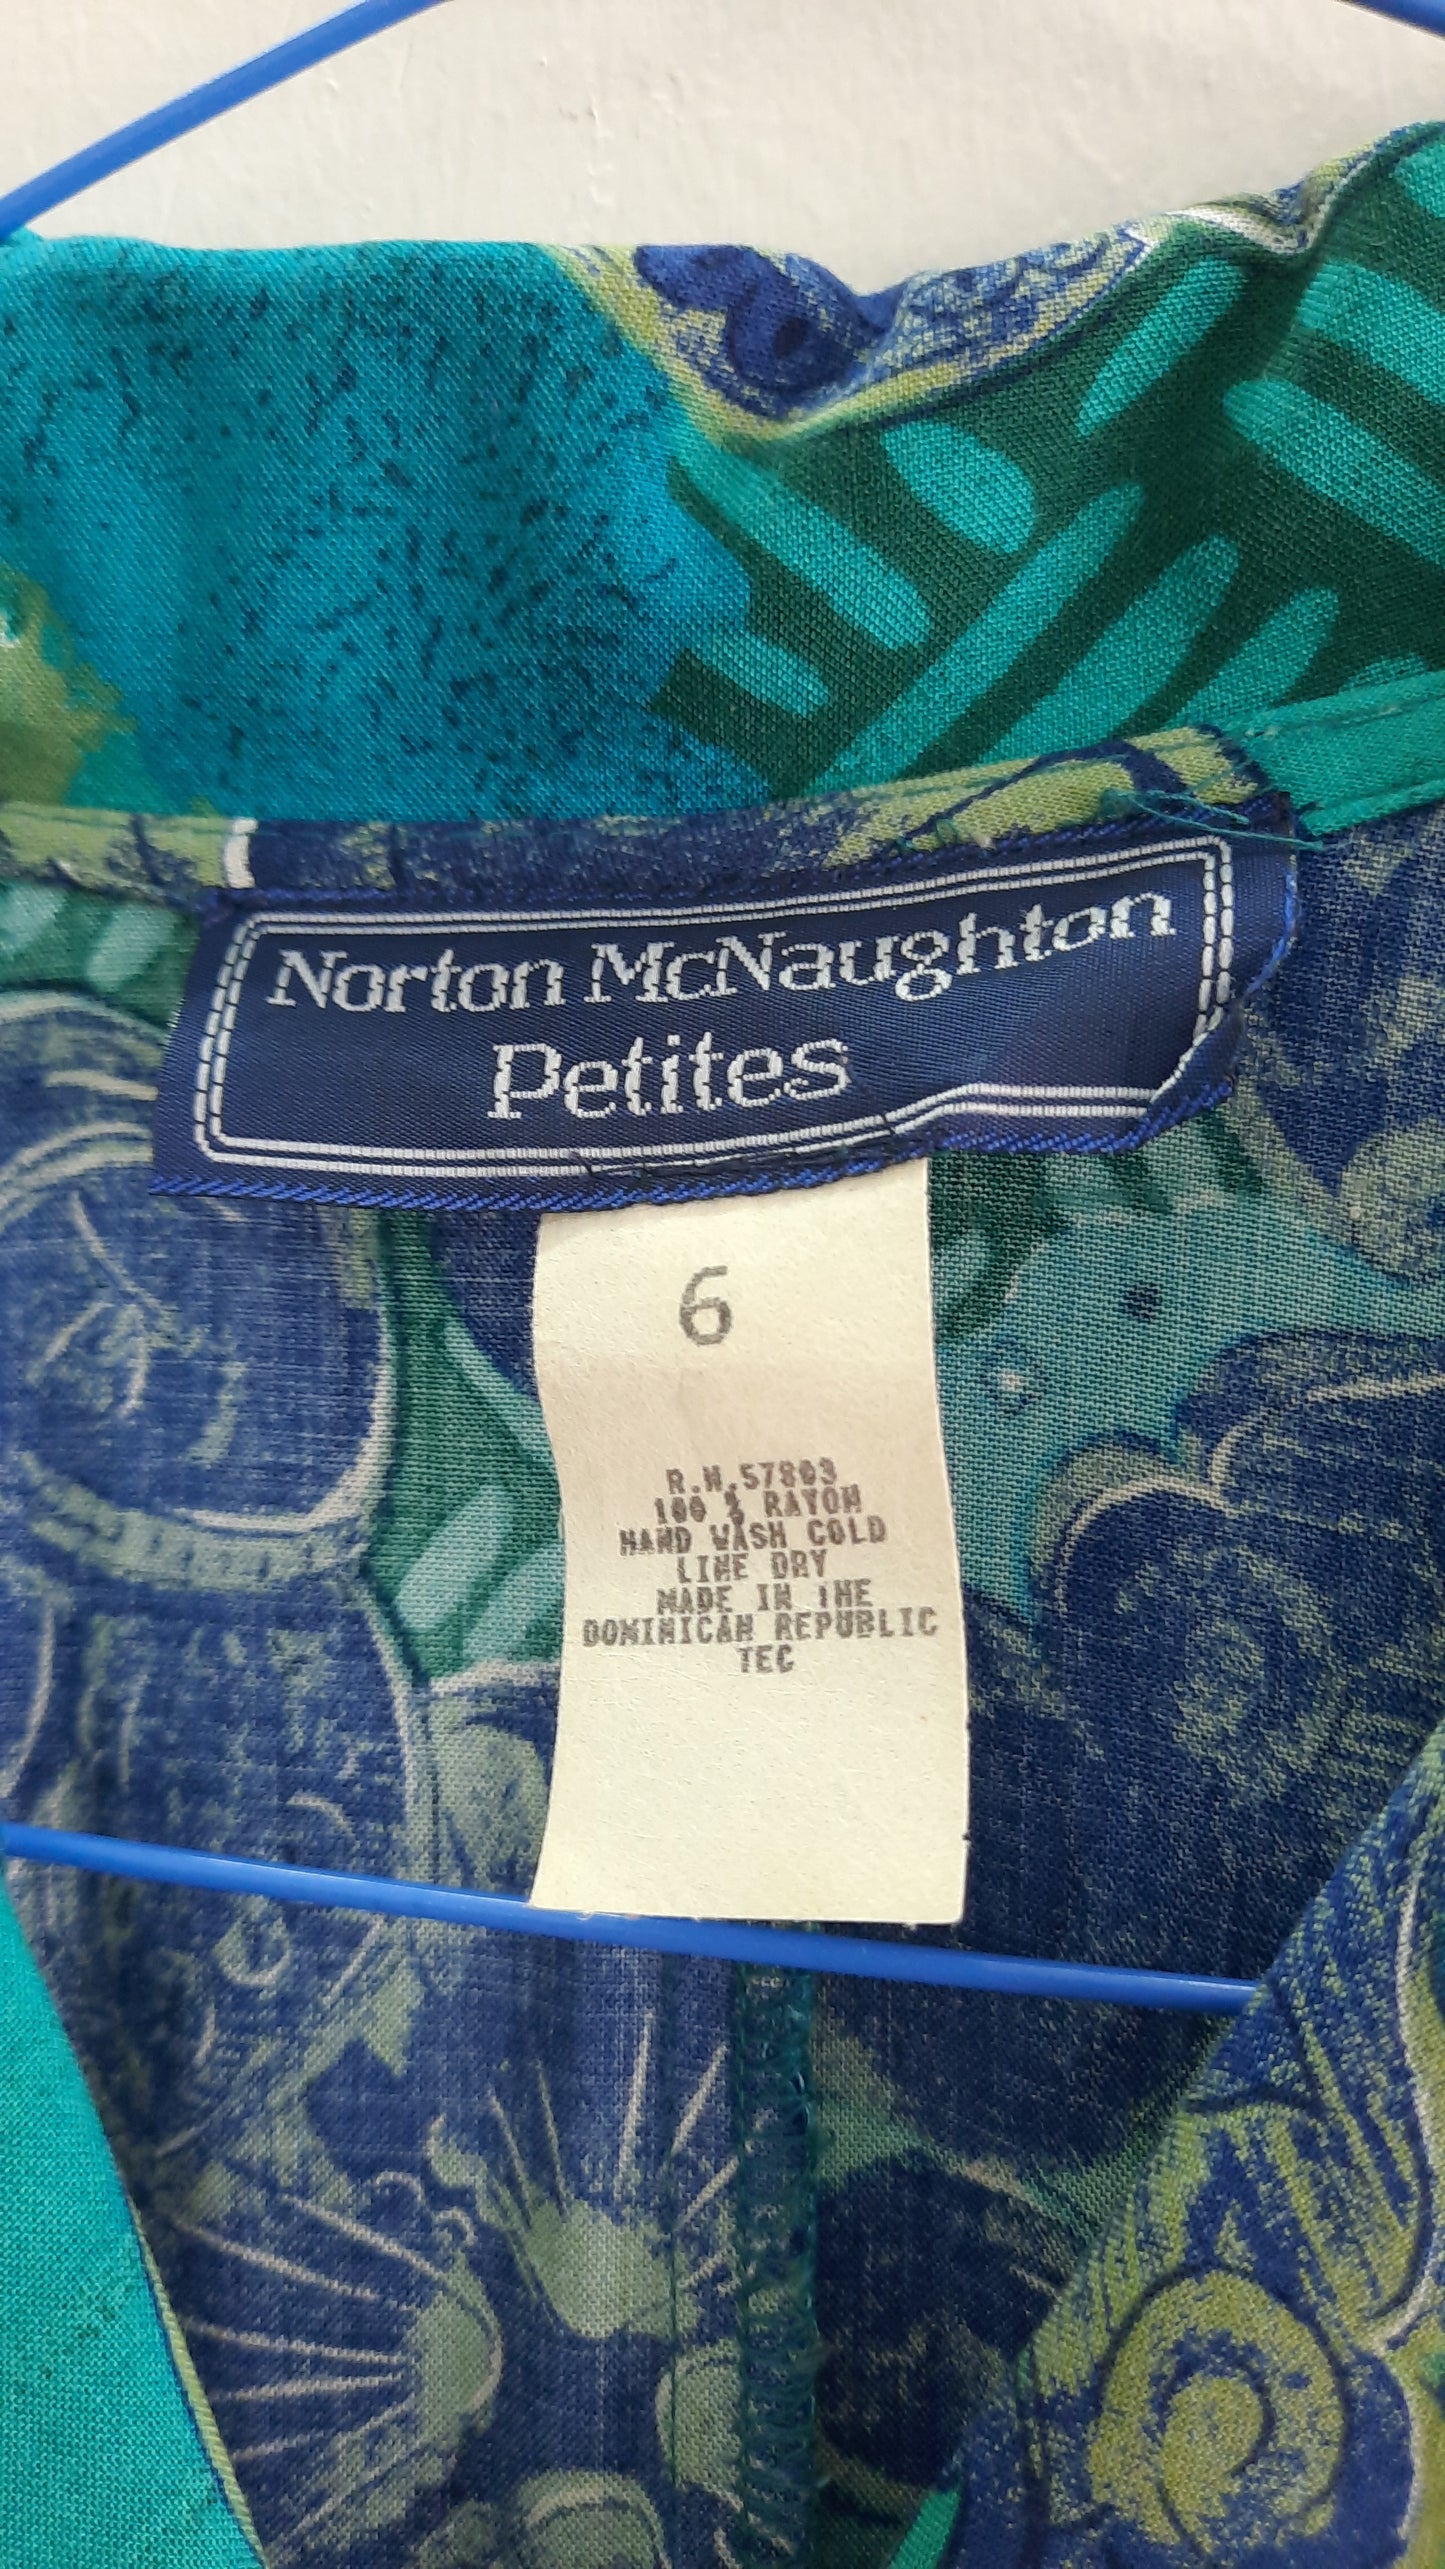 Norton McNaughton
Petites
6
R.N.57803
100 % RAYON
HAND WASH COLD
LINE DRY
MADE IN THE
DOMINICAN REPUBLIC
TEC